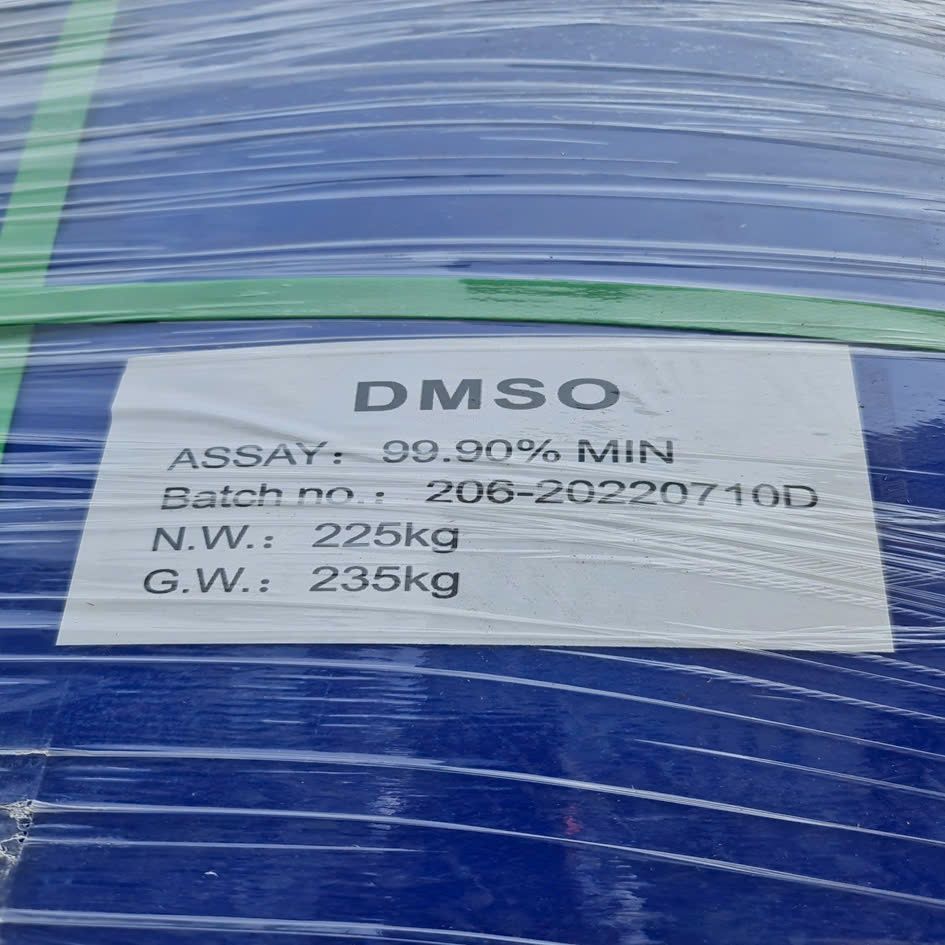 DMSO
ASSAY: 99.90% MIN
Batch no.: 206-20220710D
N.W.: 225kg
G.W.: 235kg